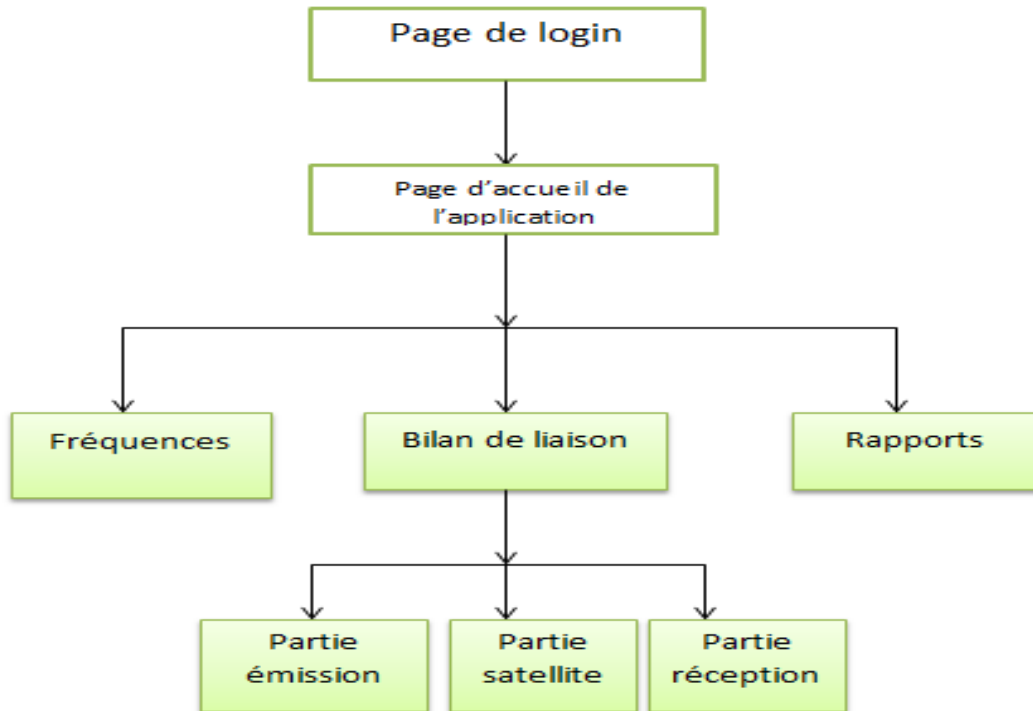 Page de login
Page d’accueil de
l’application
Fréquences
Bilan de liaison
Rapports
Partie
émission
Partie
satellite
Partie
réception